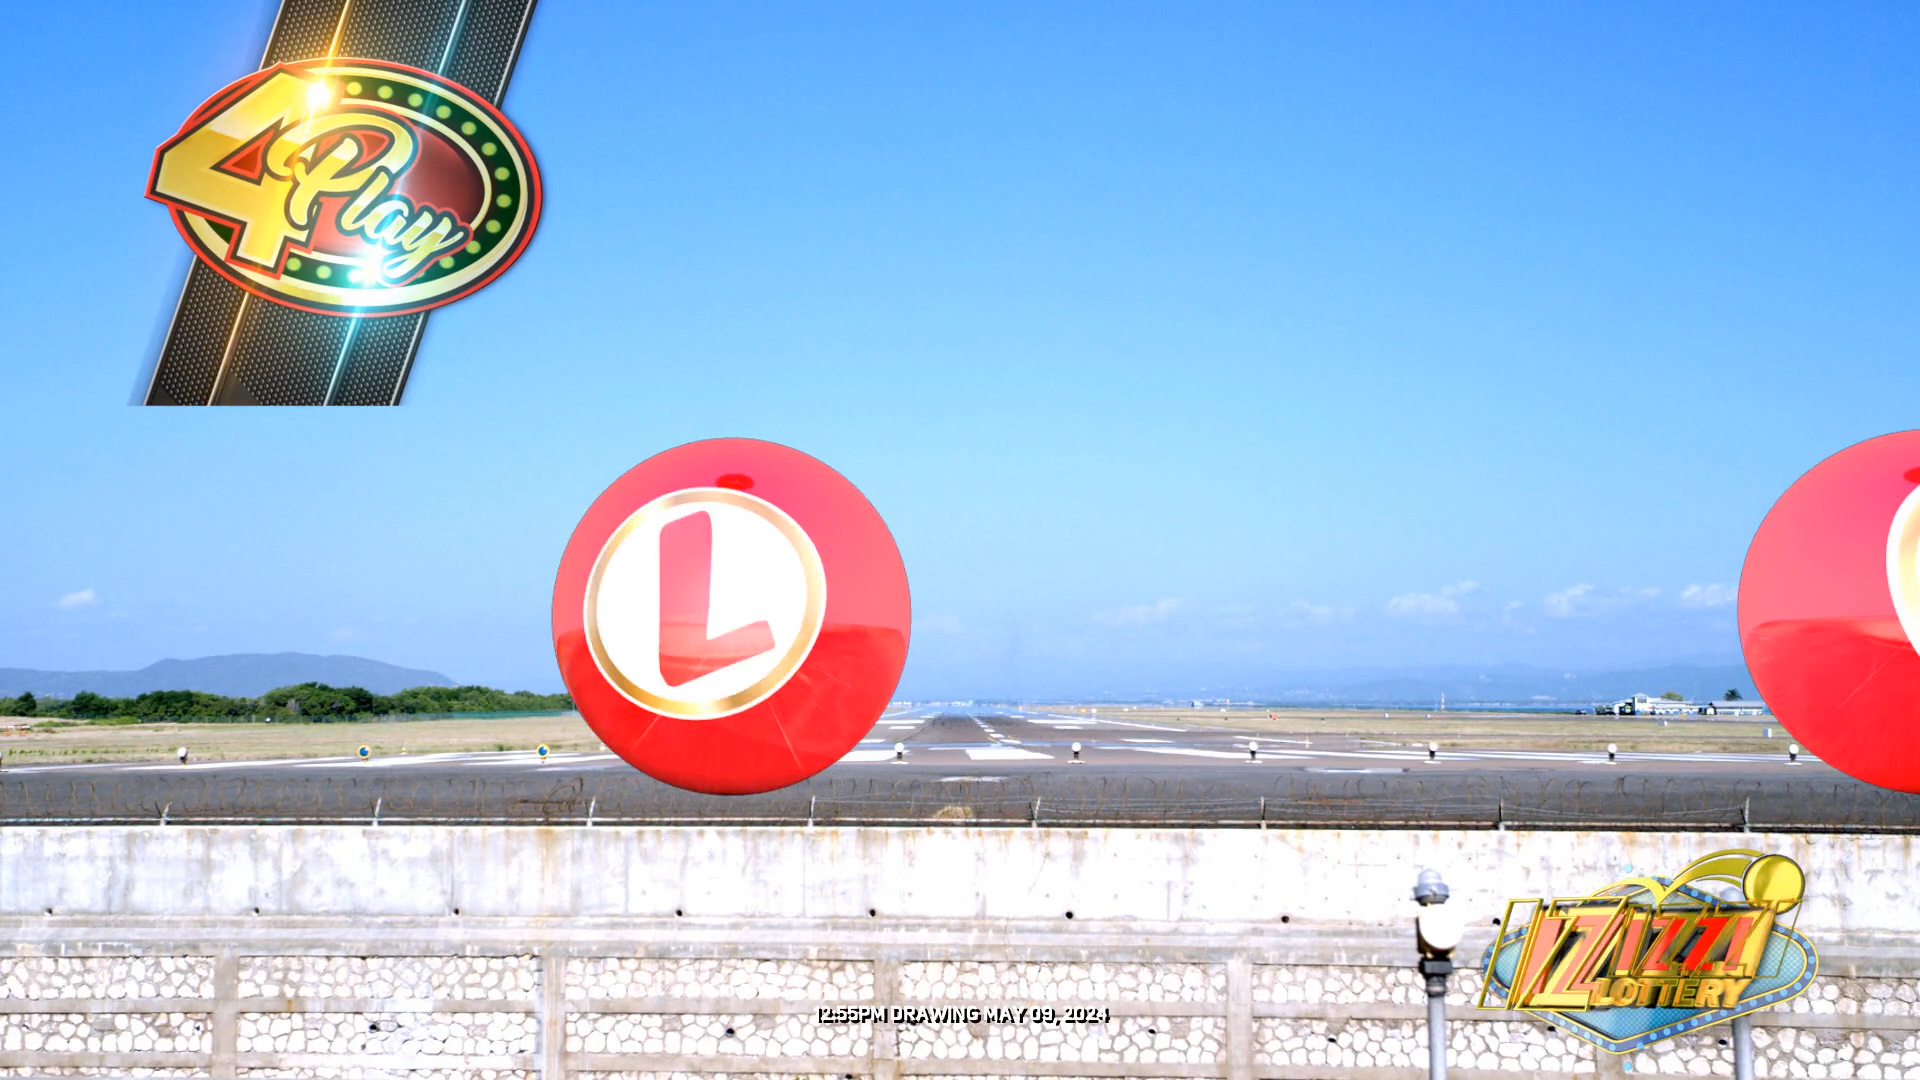 4Play
L
IZIZZI
LOTTERY
12:55PM DRAWING MAY 09, 2024